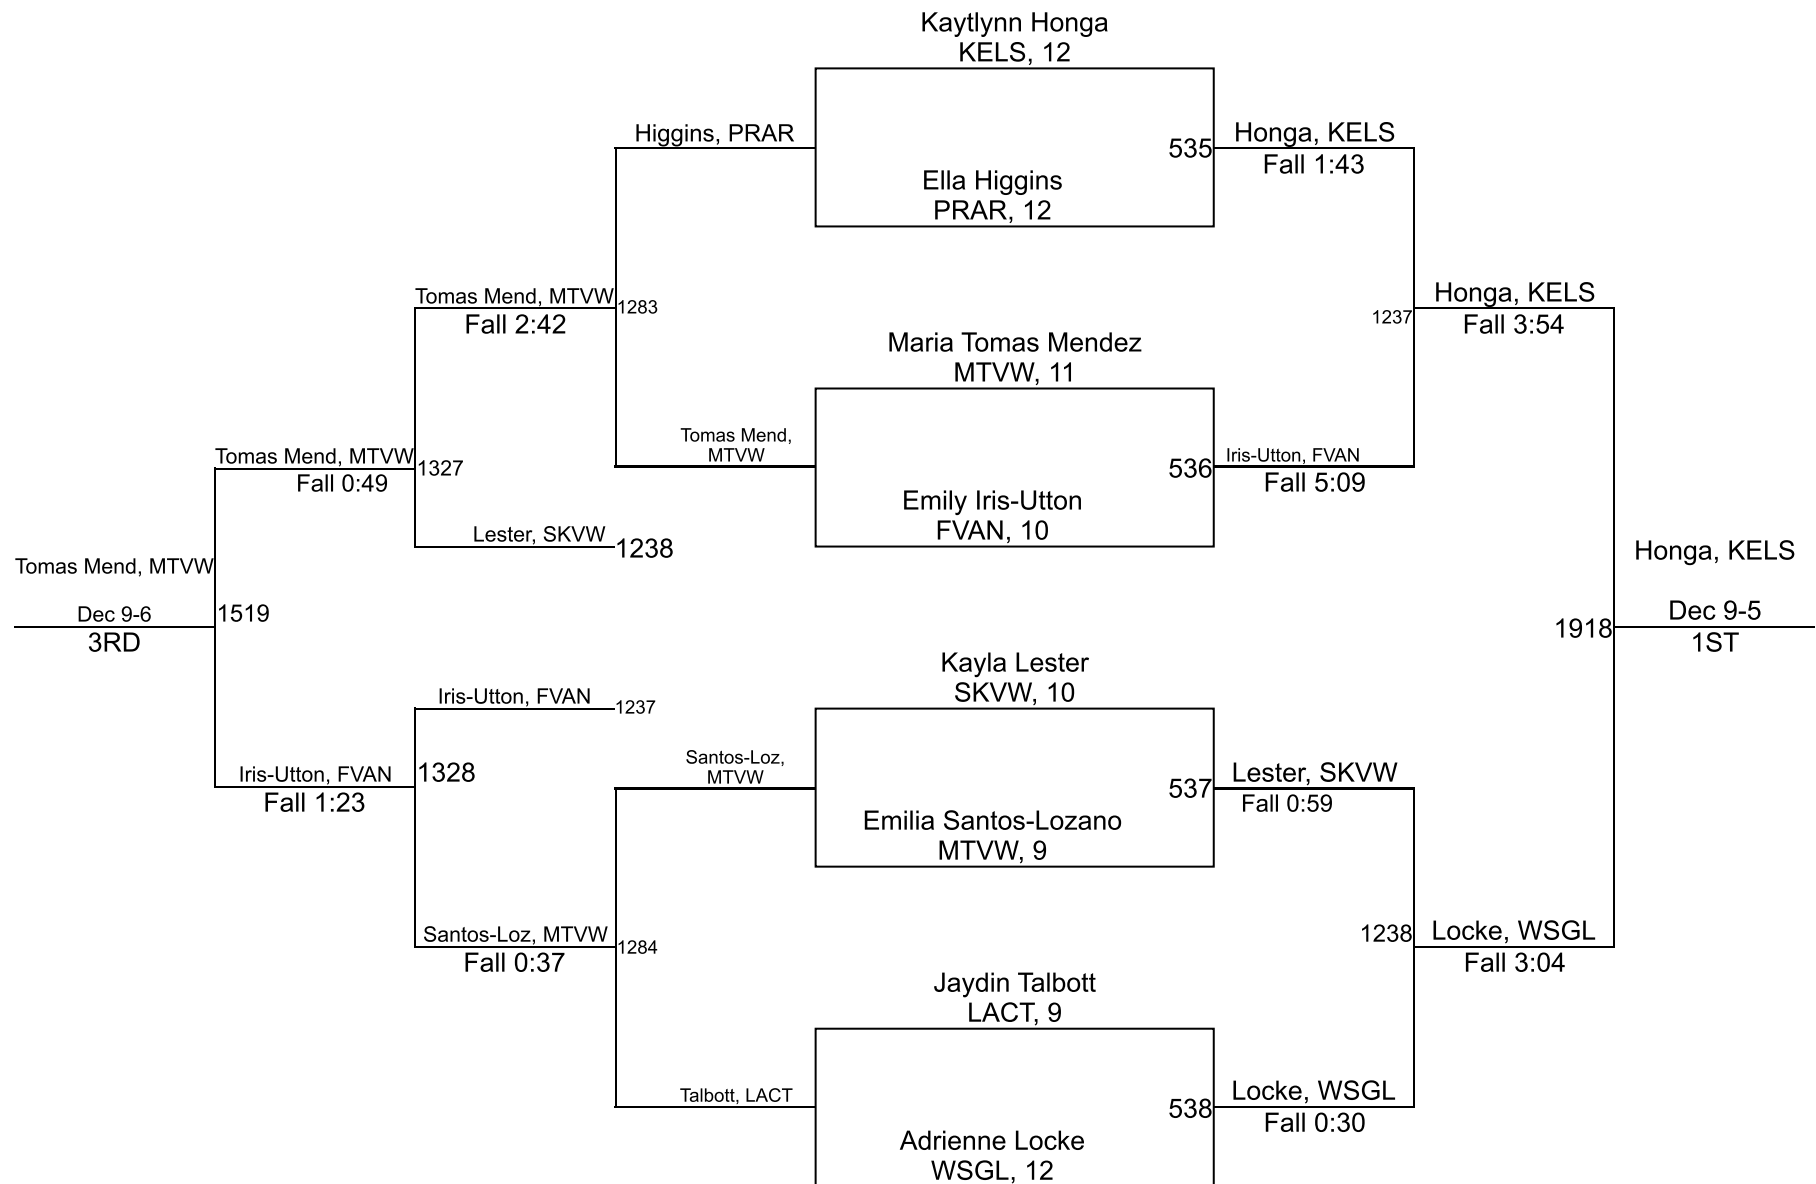 Kaytlynn Honga
KELS, 12
Higgins, PRAR
535
Honga, KELS
Fall 1:43
Ella Higgins
PRAR, 12
Tomas Mend, MTVW
1283
Fall 2:42
1237
Honga, KELS
Fall 3:54
Maria Tomas Mendez
MTVW, 11
Tomas Mend,
MTVW
536
Iris-Utton, FVAN
Fall 5:09
Tomas Mend, MTVW
1327
Fall 0:49
Emily Iris-Utton
FVAN, 10
Lester, SKVW
1238
Tomas Mend, MTVW
Dec 9-6
3RD
1519
Honga, KELS
1918
Dec 9-5
1ST
Kayla Lester
SKVW, 10
Iris-Utton, FVAN
1237
Santos-Loz,
MTVW
537
Lester, SKVW
Fall 0:59
Iris-Utton, FVAN
1328
Fall 1:23
Emilia Santos-Lozano
MTVW, 9
Santos-Loz, MTVW
1284
Fall 0:37
1238
Locke, WSGL
Fall 3:04
Jaydin Talbott
LACT, 9
Talbott, LACT
538
Locke, WSGL
Fall 0:30
Adrienne Locke
WSGL, 12